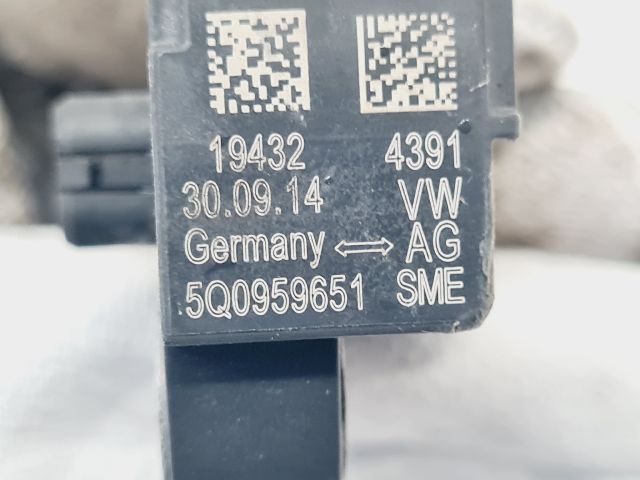 19432 4391
30.09.14 VW
Germany ⟺ AG
5Q0959651 SME